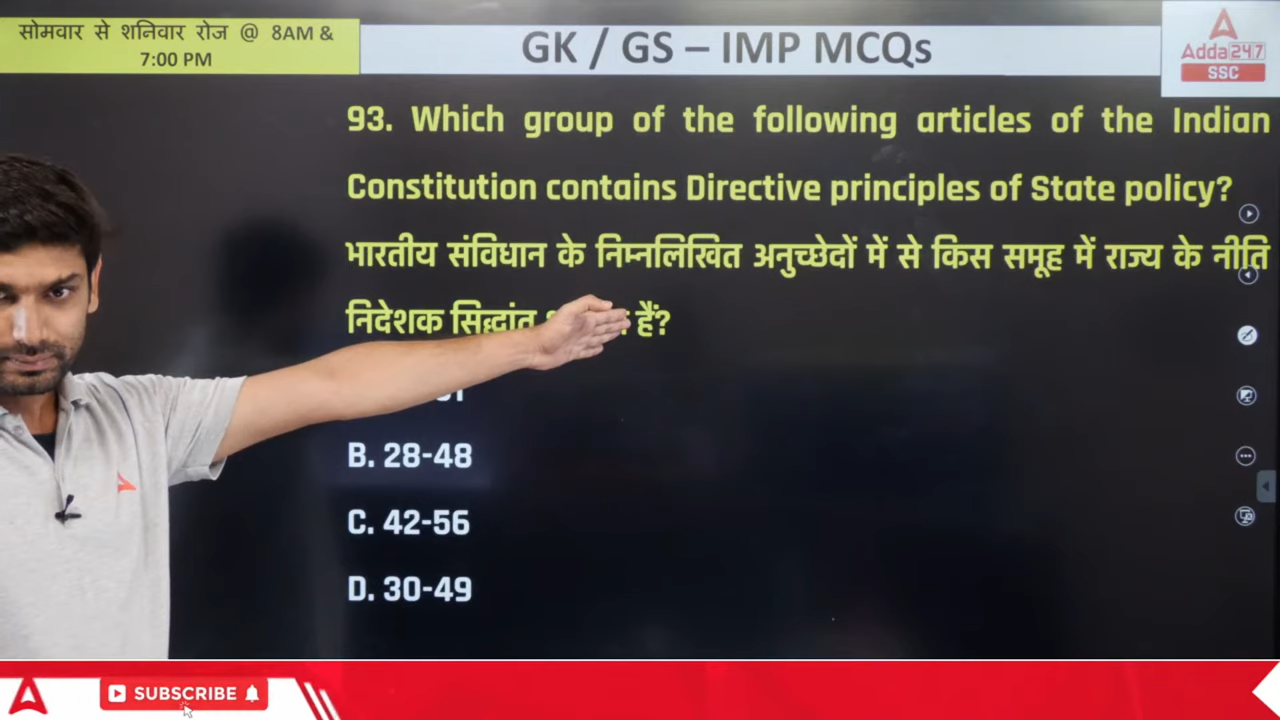 सोमवार से शनिवार रोज @ 8AM &
7:00 PM
GK / GS – IMP MCQs
Adda247
SSC
93. Which group of the following articles of the Indian
Constitution contains Directive principles of State policy?
भारतीय संविधान के निम्नलिखित अनुच्छेदों में से किस समूह में राज्य के नीति
निदेशक सिद्धांत हैं?
B. 28-48
C. 42-56
D. 30-49
SUBSCRIBE